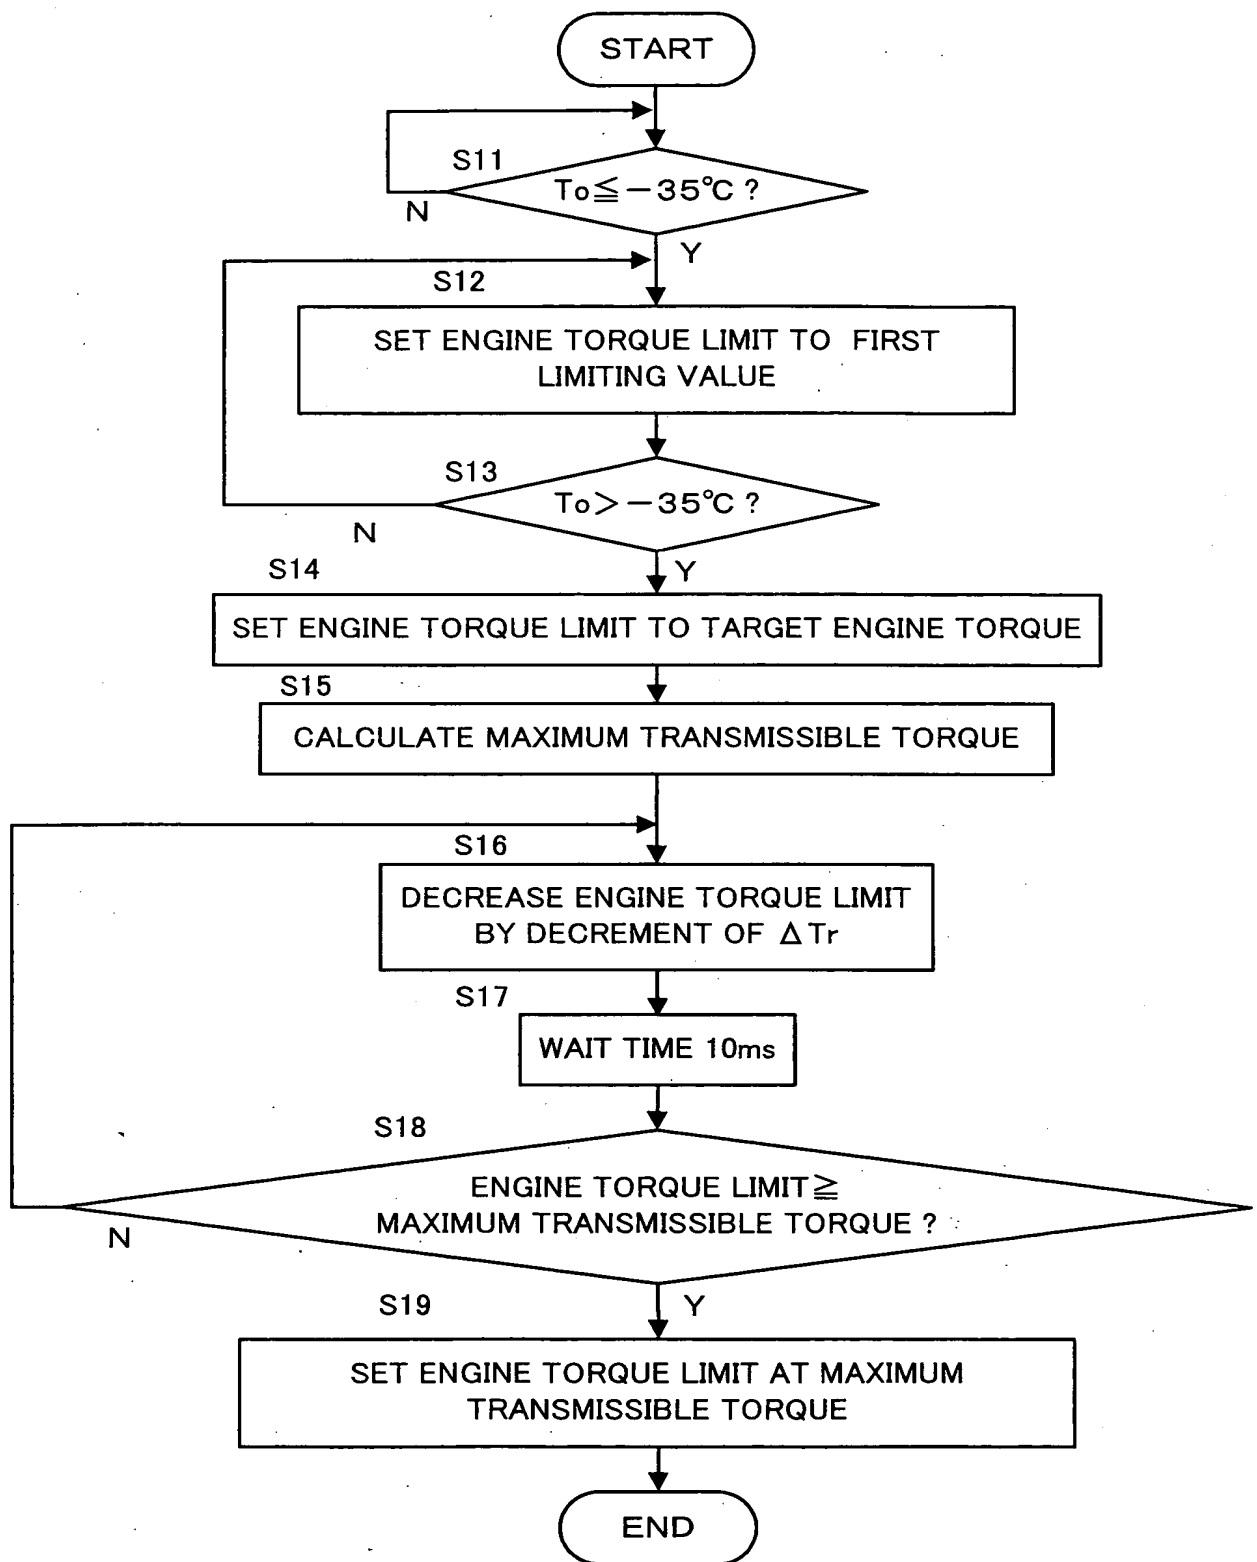 START
S11
To≦−35℃?
N
Y
S12
SET ENGINE TORQUE LIMIT TO FIRST
LIMITING VALUE
S13
To>−35℃?
N
Y
S14
SET ENGINE TORQUE LIMIT TO TARGET ENGINE TORQUE
S15
CALCULATE MAXIMUM TRANSMISSIBLE TORQUE
S16
DECREASE ENGINE TORQUE LIMIT
BY DECREMENT OF ΔTr
S17
WAIT TIME 10ms
S18
ENGINE TORQUE LIMIT≧
MAXIMUM TRANSMISSIBLE TORQUE ?
N
S19
Y
SET ENGINE TORQUE LIMIT AT MAXIMUM
TRANSMISSIBLE TORQUE
END